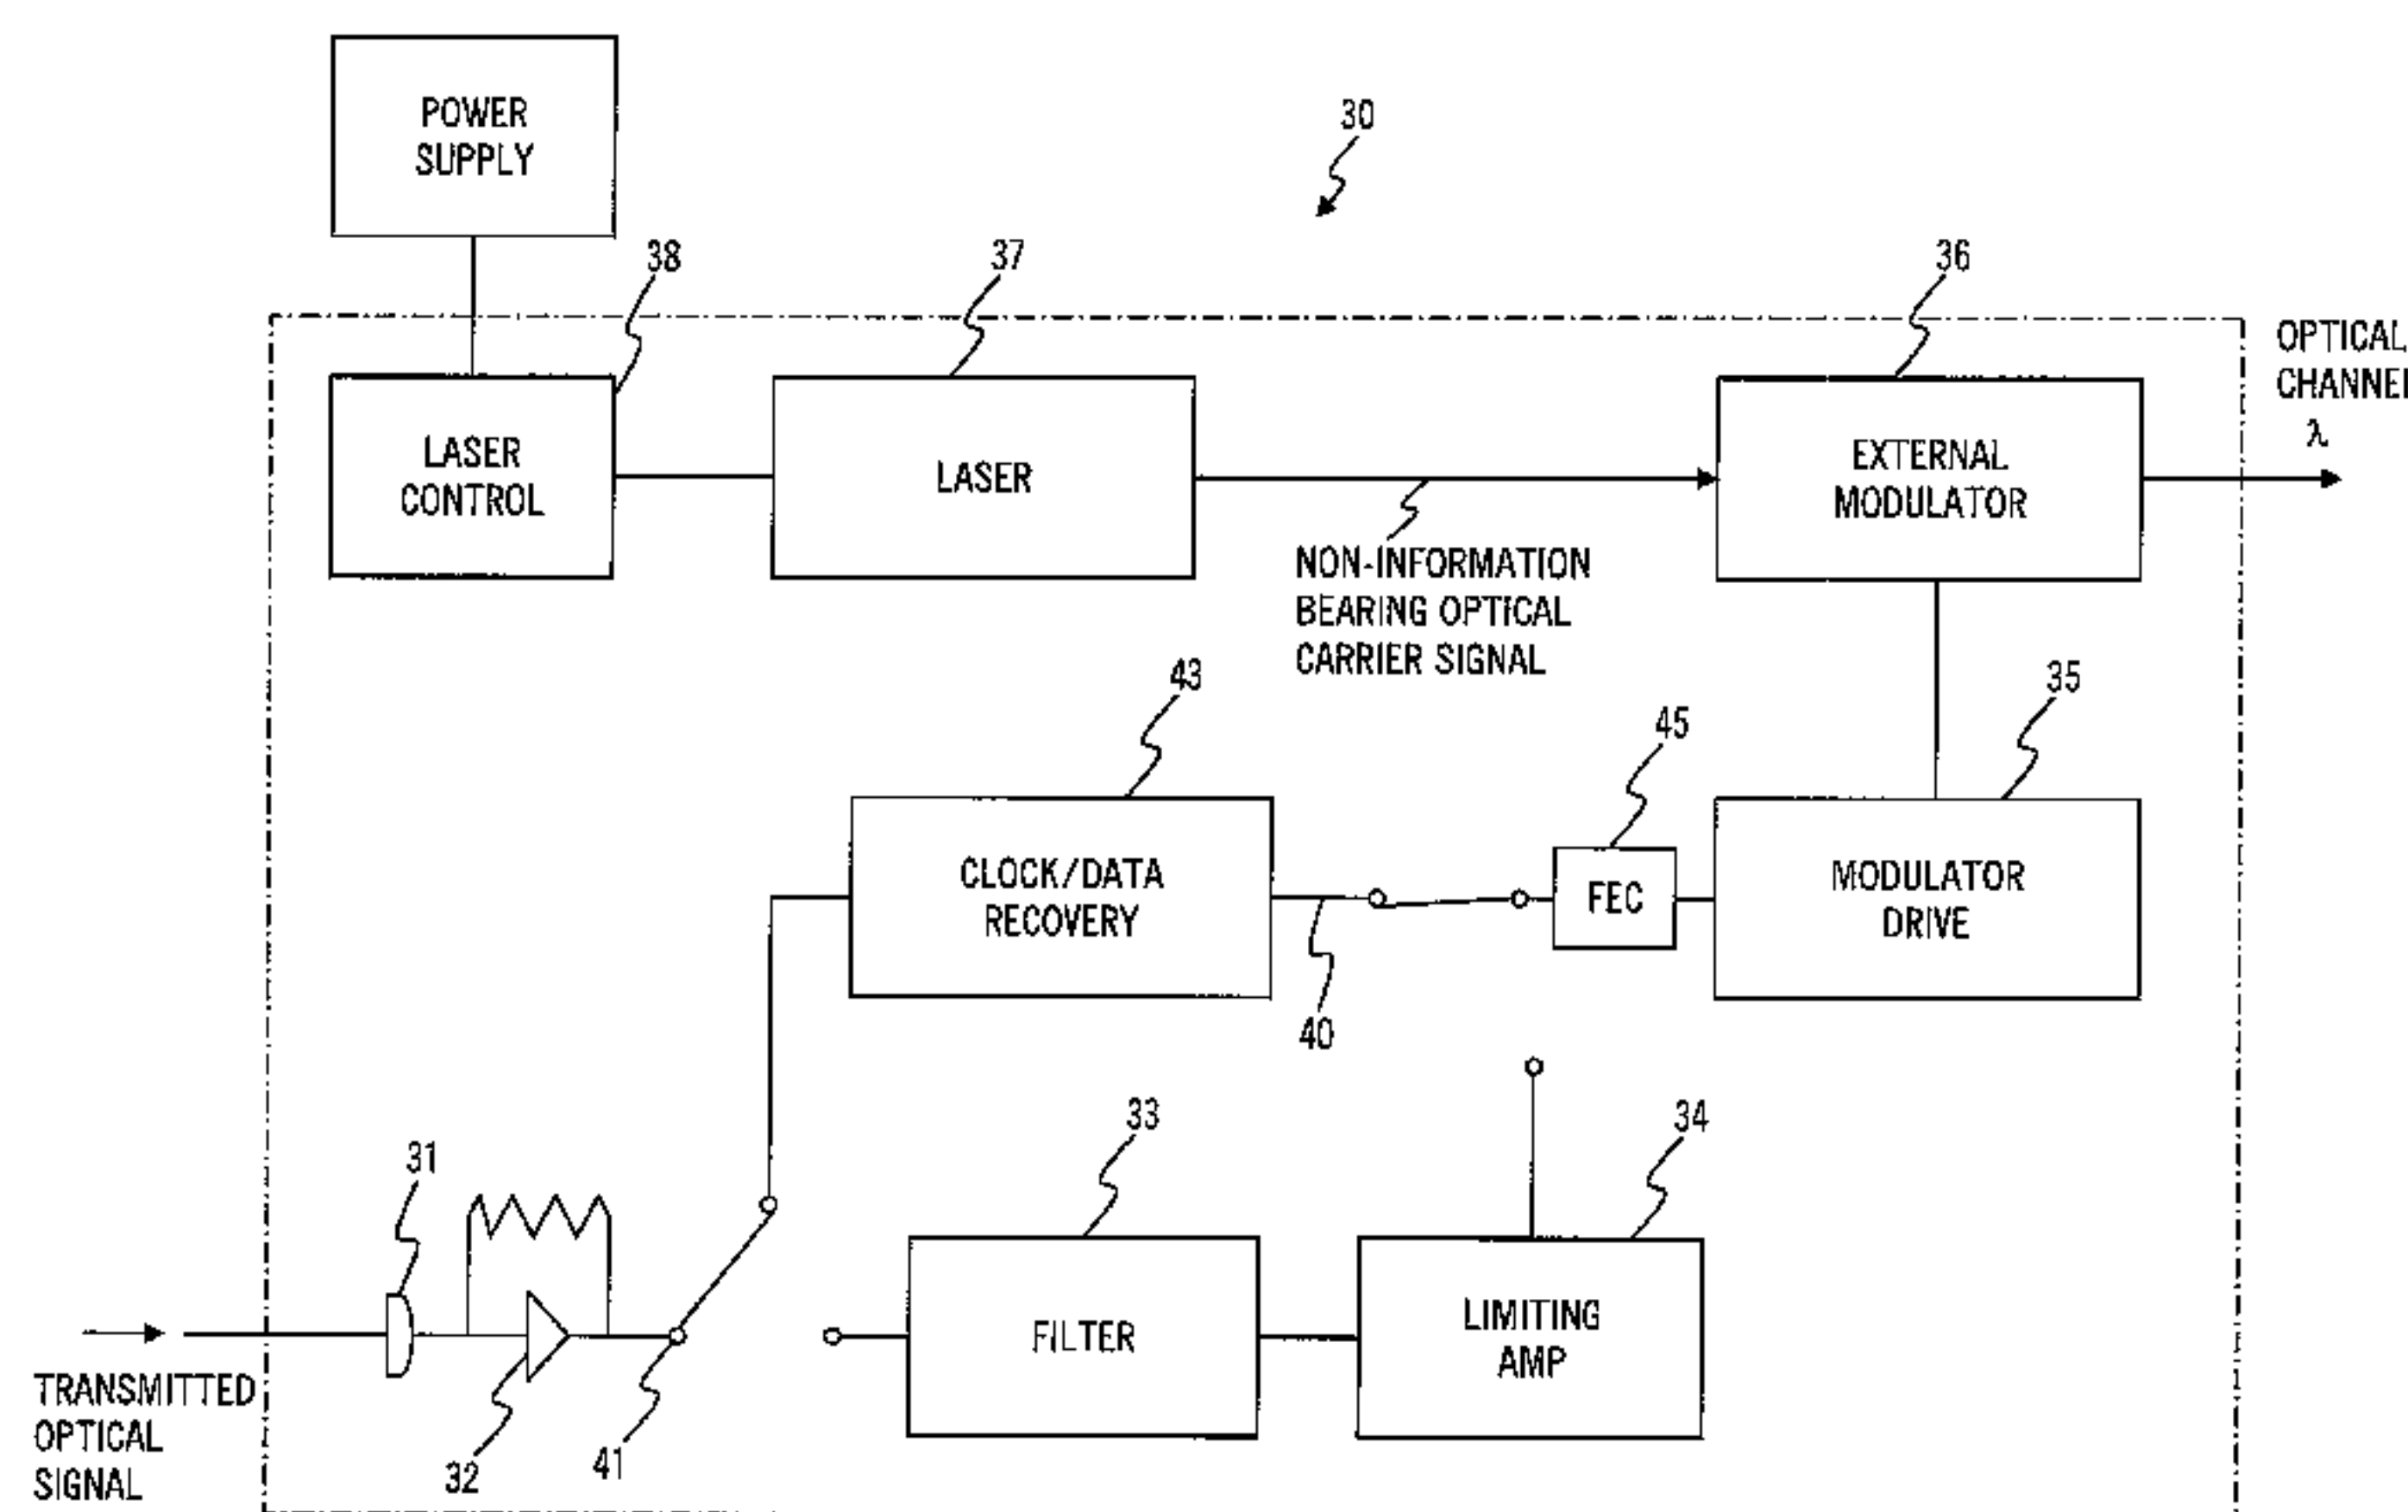 POWER
SUPPLY
30
38
37
36
OPTICAL
CHANNEL
λ
LASER
CONTROL
LASER
EXTERNAL
MODULATOR
NON-INFORMATION
BEARING OPTICAL
CARRIER SIGNAL
43
45
35
CLOCK/DATA
RECOVERY
FEC
MODULATOR
DRIVE
40
31
33
34
FILTER
LIMITING
AMP
TRANSMITTED
OPTICAL
SIGNAL
32
41